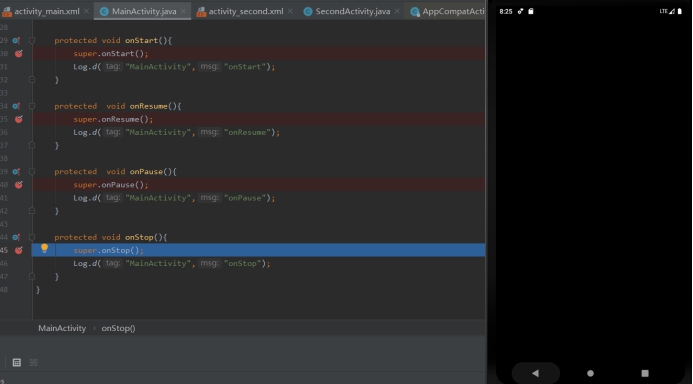 activity_main.xml × MainActivity.java × activity_second.xml × SecondActivity.java × AppCompatActi
28
29 protected void onStart(){
30 super.onStart();
31 Log.d( tag: "MainActivity", msg: "onStart");
32 }
33
34 protected  void onResume(){
35 super.onResume();
36 Log.d( tag: "MainActivity", msg: "onResume");
37 }
38
39 protected  void onPause(){
40 super.onPause();
41 Log.d( tag: "MainActivity", msg: "onPause");
42 }
43
44 protected void onStop(){
45 super.onStop();
46 Log.d( tag: "MainActivity", msg: "onStop");
47 }
48 }
MainActivity › onStop()
8:25 LTE